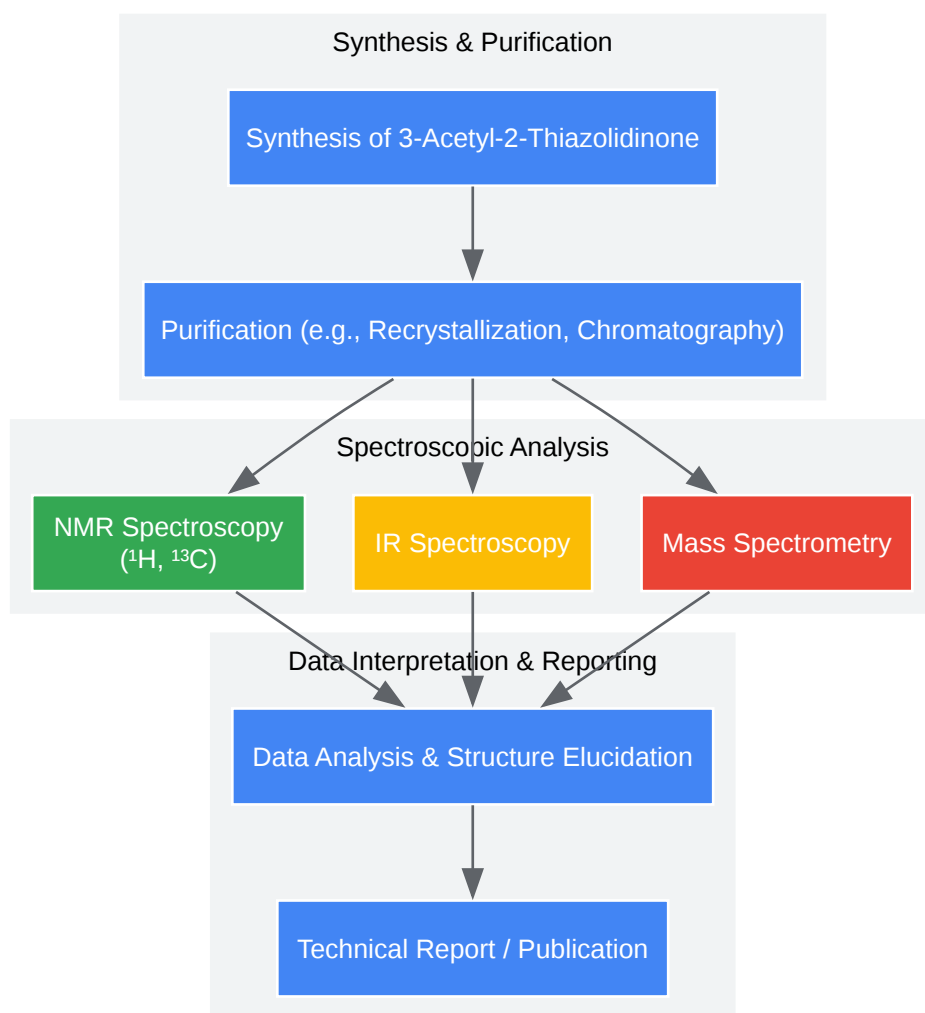 Synthesis & Purification
Synthesis of 3-Acetyl-2-Thiazolidinone
Purification (e.g., Recrystallization, Chromatography)
Spectroscopic Analysis
NMR Spectroscopy
(¹H, ¹³C)
IR Spectroscopy
Mass Spectrometry
Data Interpretation & Reporting
Data Analysis & Structure Elucidation
Technical Report / Publication